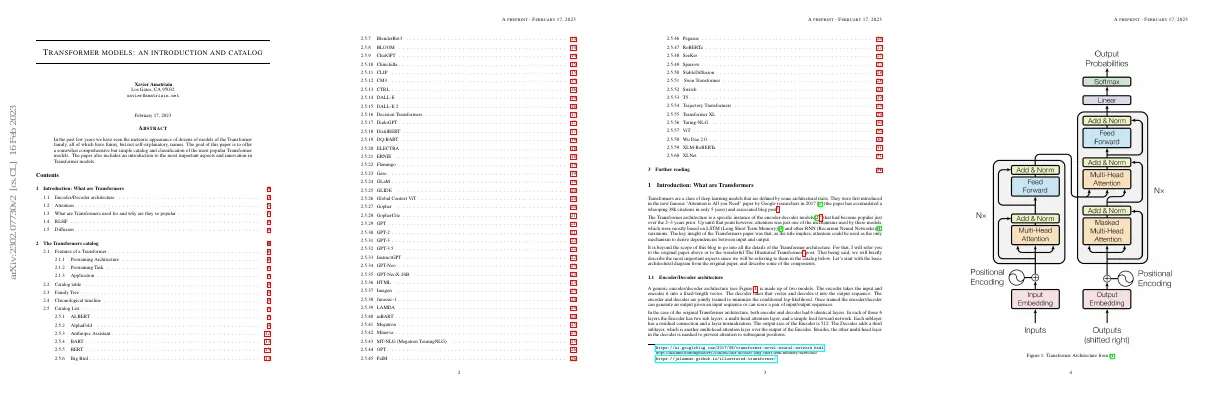 arXiv:2302.07730v2 [cs.CL] 16 Feb 2023
TRANSFORMER MODELS: AN INTRODUCTION AND CATALOG
Xavier Amatriain
Los Gatos, CA 95032
xavier@amatriain.net
February 17, 2023
ABSTRACT
In the past few years we have seen the meteoric appearance of dozens of models of the Transformer
family, all of which have funny, but not self-explanatory, names. The goal of this paper is to offer
a somewhat comprehensive but simple catalog and classification of the most popular Transformer
models. The paper also includes an introduction to the most important aspects and innovation in
Transformer models.
Contents
1 Introduction: What are Transformers
1.1 Encoder/Decoder architecture
1.2 Attention
1.3 What are Transformers used for and why are they so popular
1.4 RLHF
1.5 Diffusion
2 The Transformers catalog
2.1 Features of a Transformer
2.1.1 Pretraining Architecture
2.1.2 Pretraining Task
2.1.3 Application
2.2 Catalog table
2.3 Family Tree
2.4 Chronological timeline
2.5 Catalog List
2.5.1 ALBERT
2.5.2 AlphaFold
2.5.3 Anthropic Assistant
2.5.4 BART
2.5.5 BERT
2.5.6 Big Bird
A PREPRINT - FEBRUARY 17, 2023
2.5.7 BlenderBot3
2.5.8 BLOOM
2.5.9 ChatGPT
2.5.10 Chinchilla
2.5.11 CLIP
2.5.12 CM3
2.5.13 CTRL
2.5.14 DALL-E
2.5.15 DALL-E 2
2.5.16 Decision Transformers
2.5.17 DialoGPT
2.5.18 DistilBERT
2.5.19 DQ-BART
2.5.20 ELECTRA
2.5.21 ERNIE
2.5.22 Flamingo
2.5.23 Gato
2.5.24 GLaM
2.5.25 GLIDE
2.5.26 Global Context ViT
2.5.27 Gopher
2.5.28 GopherCite
2.5.29 GPT
2.5.30 GPT-2
2.5.31 GPT-3
2.5.32 GPT-3.5
2.5.33 InstructGPT
2.5.34 GPT-Neo
2.5.35 GPT-NeoX-20B
2.5.36 HTML
2.5.37 Imagen
2.5.38 Jurassic-1
2.5.39 LAMDA
2.5.40 mBART
2.5.41 Megatron
2.5.42 Minerva
2.5.43 MT-NLG (Megatron TuringNLG)
2.5.44 OPT
2.5.45 PalM
2
A PREPRINT - FEBRUARY 17, 2023
2.5.46 Pegasus
2.5.47 RoBERTa
2.5.48 SeeKer
2.5.49 Sparrow
2.5.50 StableDiffusion
2.5.51 Swin Transformer
2.5.52 Switch
2.5.53 T5
2.5.54 Trajectory Transformers
2.5.55 Transformer XL
2.5.56 Turing-NLG
2.5.57 ViT
2.5.58 Wu Dao 2.0
2.5.59 XLM-RoBERTa
2.5.60 XLNet
3 Further reading
1 Introduction: What are Transformers
Transformers are a class of deep learning models that are defined by some architectural traits. They were first introduced
in the now famous "Attention is All you Need" paper by Google researchers in 2017 (the paper has accumulated a
whopping 38k citations in only 5 years) and associated blog post
The Transformer architecture is a specific instance of the encoder-decoder models that had become popular just
over the 2–3 years prior. Up until that point however, attention was just one of the mechanisms used by these models,
which were mostly based on LSTM (Long Short Term Memory) and other RNN (Recurrent Neural Networks)
variations. The key insight of the Transformers paper was that, as the title implies, attention could be used as the only
mechanism to derive dependencies between input and output.
It is beyond the scope of this blog to go into all the details of the Transformer architecture. For that, I will refer you
to the original paper above or to the wonderful The Illustrated Transformer post. That being said, we will briefly
describe the most important aspects since we will be referring to them in the catalog below. Let's start with the basic
architectural diagram from the original paper, and describe some of the components.
1.1 Encoder/Decoder architecture
A generic encoder/decoder architecture (see Figure 1) is made up of two models. The encoder takes the input and
encodes it into a fixed-length vector. The decoder takes that vector and decodes it into the output sequence. The
encoder and decoder are jointly trained to minimize the conditional log-likelihood. Once trained the encoder/decoder
can generate an output given an input sequence or can score a pair of input/output sequences.
In the case of the original Transformer architecture, both encoder and decoder had 6 identical layers. In each of those 6
layers the Encoder has two sub layers: a multi-head attention layer, and a simple feed forward network. Each sublayer
has a residual connection and a layer normalization. The output size of the Encoder is 512. The Decoder adds a third
sublayer, which is another multi-head attention layer over the output of the Encoder. Besides, the other multi-head layer
in the decoder is masked to prevent attention to subsequent positions.
https://ai.googleblog.com/2017/08/transformer-novel-neural-network.html
https://jalammar.github.io/illustrated-transformer/
3
A PREPRINT - FEBRUARY 17, 2023
Output
Probabilities
Softmax
Linear
Add & Norm
Feed
Forward
Add & Norm
Multi-Head
Attention
Add & Norm
Feed
Forward
N×
Add & Norm
Masked
Multi-Head
Attention
N×
Add & Norm
Multi-Head
Attention
Positional
Encoding
Positional
Encoding
Input
Embedding
Output
Embedding
Inputs
Outputs
(shifted right)
Figure 1: Transformer Architecture from
4